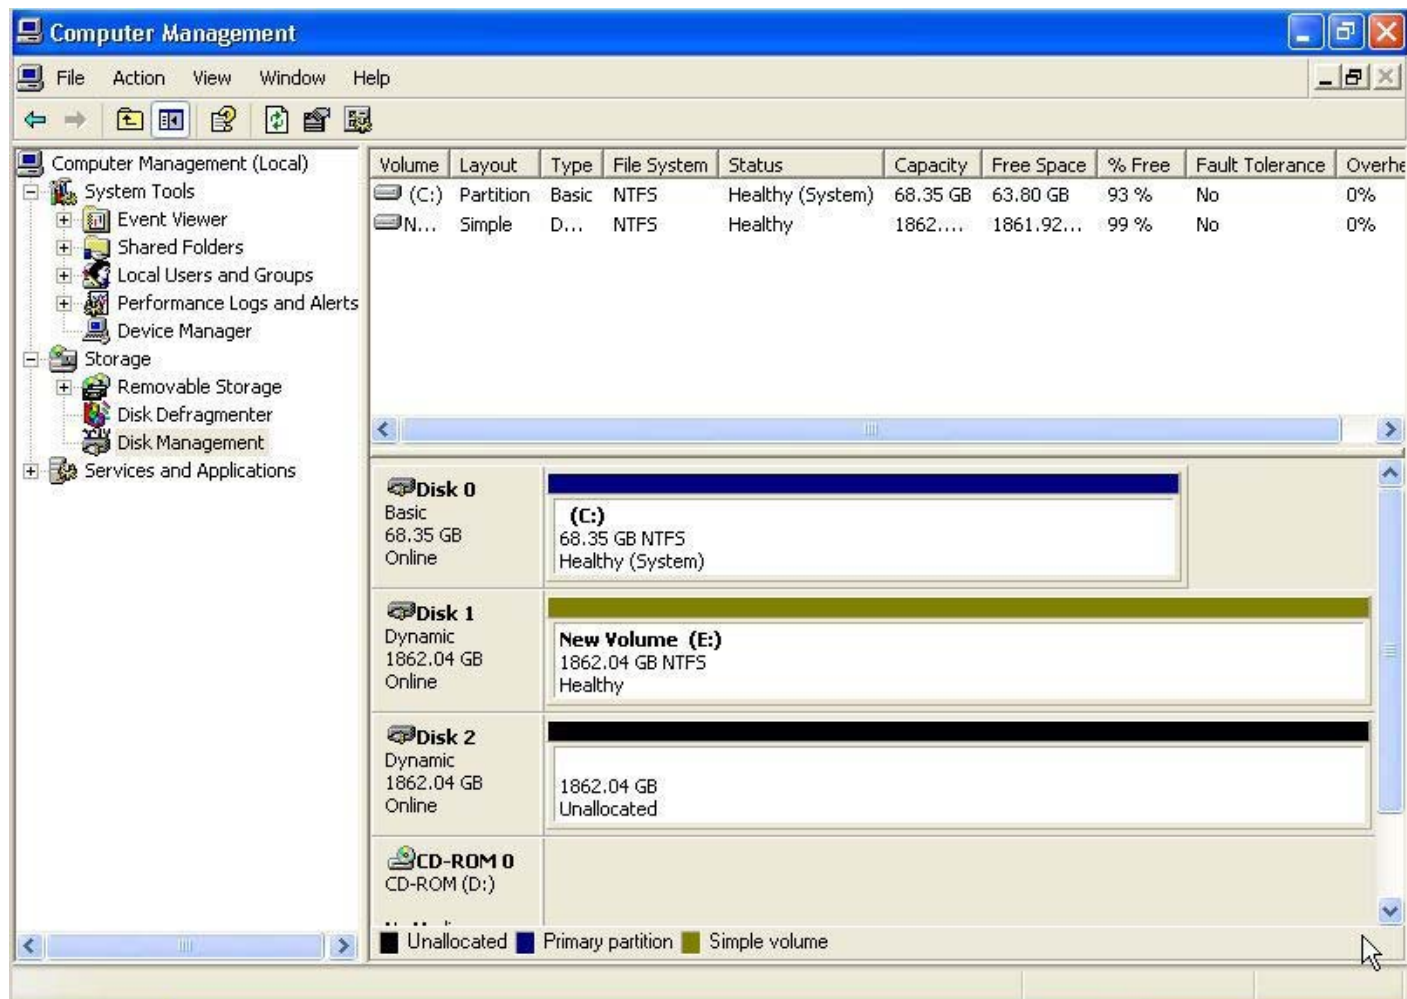 Computer Management
File Action View Window Help
Computer Management (Local)
System Tools
Event Viewer
Shared Folders
Local Users and Groups
Performance Logs and Alerts
Device Manager
Storage
Removable Storage
Disk Defragmenter
Disk Management
Services and Applications
Volume Layout Type File System Status Capacity Free Space % Free Fault Tolerance Overhe
(C:) Partition Basic NTFS Healthy (System) 68.35 GB 63.80 GB 93 % No 0%
N... Simple D... NTFS Healthy 1862.... 1861.92... 99 % No 0%
Disk 0
Basic
68.35 GB
Online
(C:)
68.35 GB NTFS
Healthy (System)
Disk 1
Dynamic
1862.04 GB
Online
New Volume (E:)
1862.04 GB NTFS
Healthy
Disk 2
Dynamic
1862.04 GB
Online
1862.04 GB
Unallocated
CD-ROM 0
CD-ROM (D:)
Unallocated Primary partition Simple volume